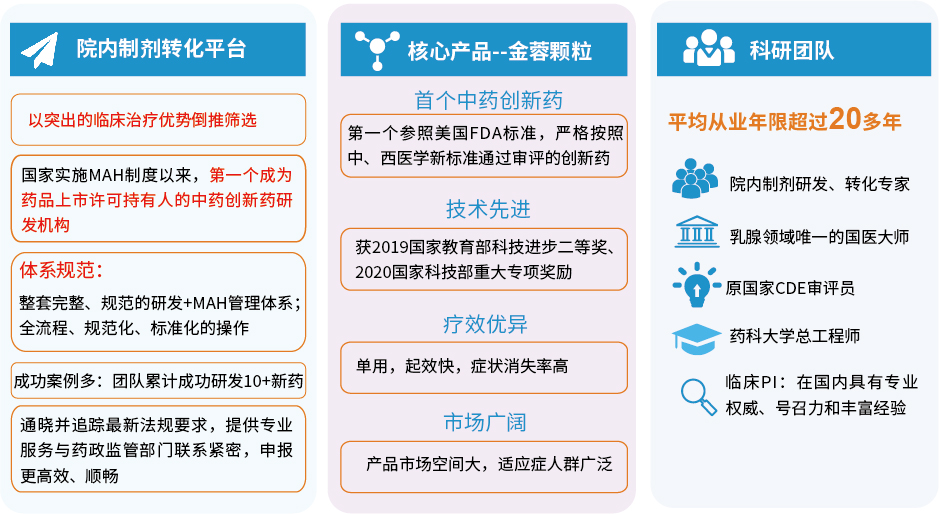 院内制剂转化平台
以突出的临床治疗优势倒推筛选
国家实施MAH制度以来，第一个成为
药品上市许可持有人的中药创新药研
发机构
体系规范：
整套完整、规范的研发+MAH管理体系；
全流程、规范化、标准化的操作
成功案例多：团队累计成功研发10+新药
通晓并追踪最新法规要求，提供专业
服务与药政监管部门联系紧密，申报
更高效、顺畅
核心产品--金蓉颗粒
首个中药创新药
第一个参照美国FDA标准，严格按照
中、西医学新标准通过审评的创新药
技术先进
获2019国家教育部科技进步二等奖、
2020国家科技部重大专项奖励
疗效优异
单用，起效快，症状消失率高
市场广阔
产品市场空间大，适应症人群广泛
科研团队
平均从业年限超过20多年
院内制剂研发、转化专家
乳腺领域唯一的国医大师
原国家CDE审评员
药科大学总工程师
临床PI：在国内具有专业
权威、号召力和丰富经验